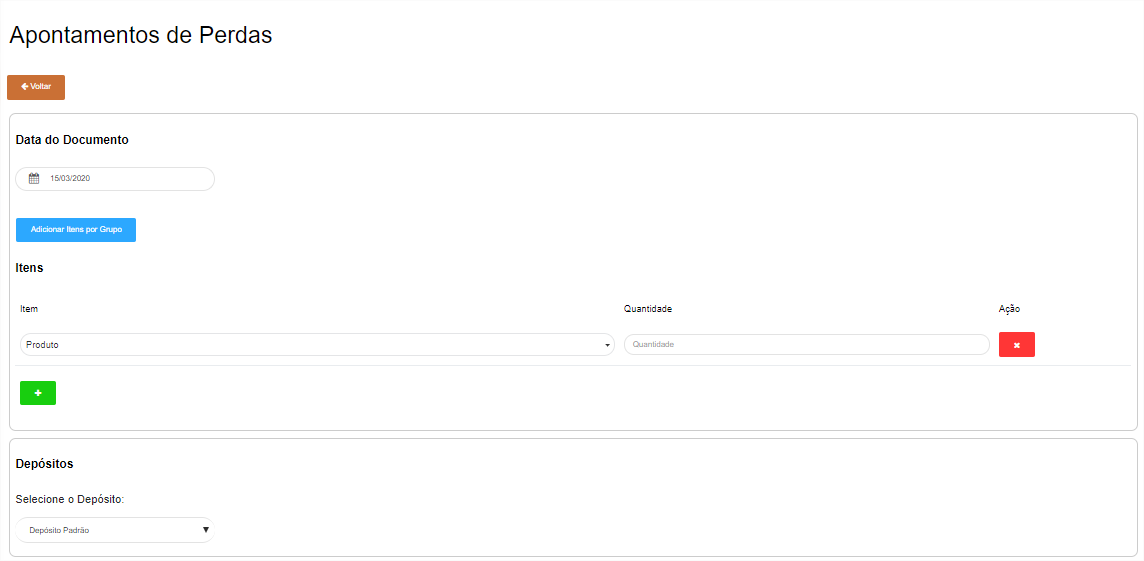 Apontamentos de Perdas
Voltar
Data do Documento
15/03/2020
Adicionar Itens por Grupo
Itens
Item Quantidade Ação
Produto Quantidade
Depósitos
Selecione o Depósito:
Depósito Padrão